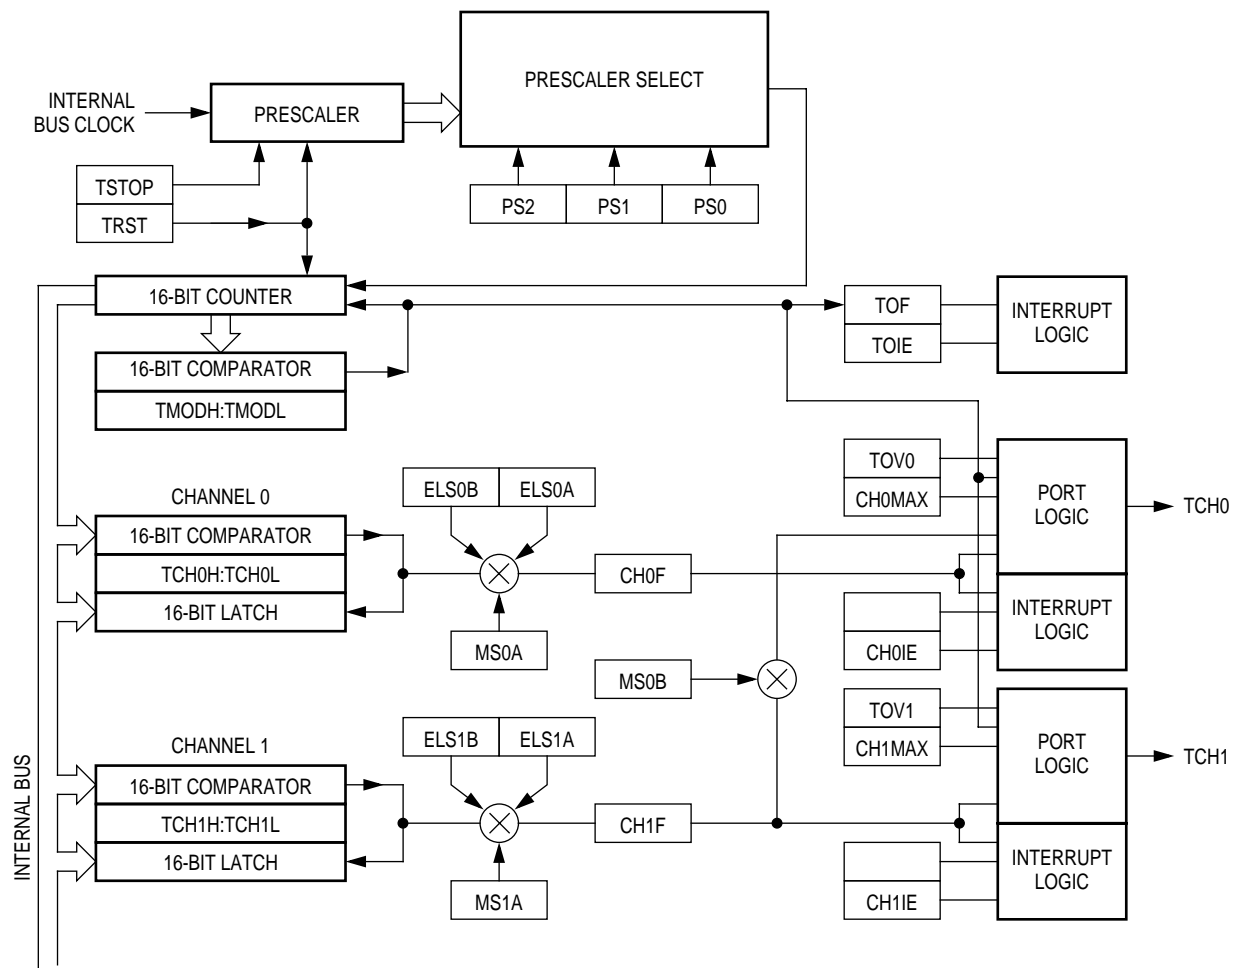 PRESCALER SELECT
INTERNAL
BUS CLOCK
PRESCALER
TSTOP
TRST
PS2
PS1
PS0
16-BIT COUNTER
16-BIT COMPARATOR
TMODH:TMODL
TOF
TOIE
INTERRUPT
LOGIC
CHANNEL 0
16-BIT COMPARATOR
TCH0H:TCH0L
16-BIT LATCH
ELS0B
ELS0A
MS0A
CH0F
TOV0
CH0MAX
PORT
LOGIC
TCH0
CH0IE
INTERRUPT
LOGIC
MS0B
CHANNEL 1
16-BIT COMPARATOR
TCH1H:TCH1L
16-BIT LATCH
ELS1B
ELS1A
MS1A
CH1F
TOV1
CH1MAX
PORT
LOGIC
TCH1
CH1IE
INTERRUPT
LOGIC
INTERNAL BUS